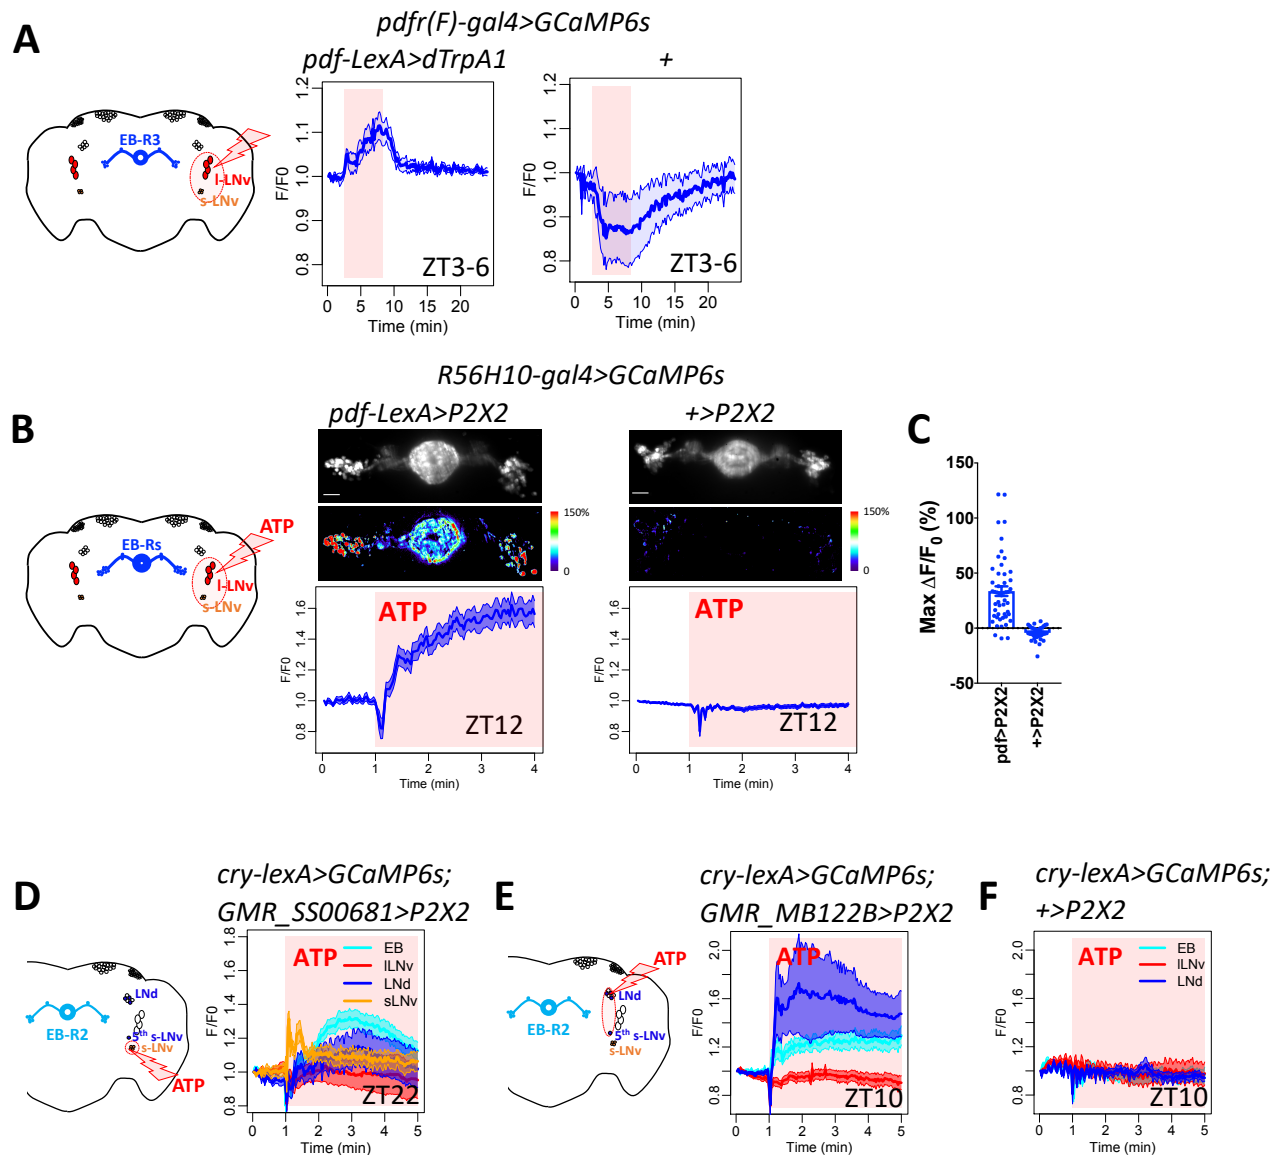 A
pdfr(F)-gal4>GCaMP6s
pdf-LexA>dTrpA1
+
EB-R3
l-LNv
s-LNv
F/F0
1.2
1.1
1.0
0.9
0.8
ZT3-6
0 5 10 15 20
Time (min)
F/F0
1.2
1.1
1.0
0.9
0.8
ZT3-6
0 5 10 15 20
Time (min)
R56H10-gal4>GCaMP6s
B
pdf-LexA>P2X2
+>P2X2
C
ATP
EB-Rs
l-LNv
s-LNv
150%
0
150%
0
ATP
F/F0
1.6
1.4
1.2
1.0
0.8
ZT12
0 1 2 3 4
Time (min)
ATP
F/F0
1.6
1.4
1.2
1.0
0.8
ZT12
0 1 2 3 4
Time (min)
Max ΔF/F0 (%)
150
100
50
0
-50
pdf>P2X2
+>P2X2
D
cry-lexA>GCaMP6s;
GMR_SS00681>P2X2
LNd
EB-R2
5th s-LNv
s-LNv
ATP
F/F0
1.8
1.6
1.4
1.2
1.0
0.8
ATP
EB
lLNv
LNd
sLNv
ZT22
0 1 2 3 4 5
Time (min)
E
cry-lexA>GCaMP6s;
GMR_MB122B>P2X2
ATP
LNd
EB-R2
5th s-LNv
s-LNv
F/F0
2.0
1.6
1.2
0.8
ATP
ZT10
0 1 2 3 4 5
Time (min)
F
cry-lexA>GCaMP6s;
+>P2X2
F/F0
2.0
1.6
1.2
0.8
ATP
EB
lLNv
LNd
ZT10
0 1 2 3 4 5
Time (min)